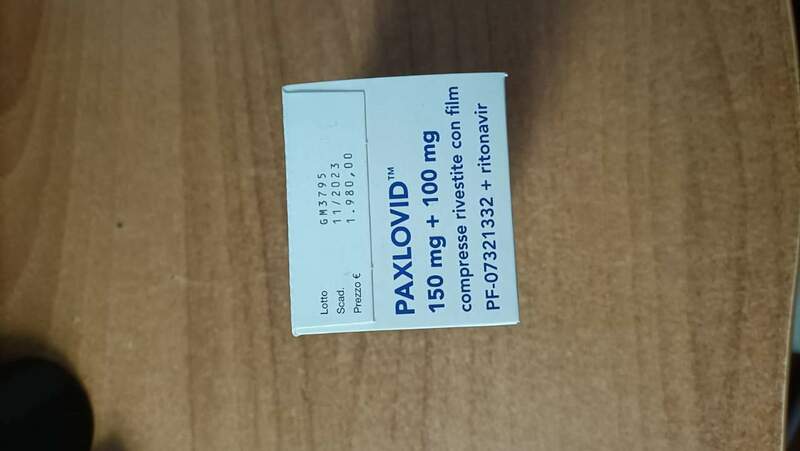 Lotto GM3795
Scad. 11/2023
Prezzo € 1.980,00
PAXLOVID™
150 mg + 100 mg
compresse rivestite con film
PF-07321332 + ritonavir